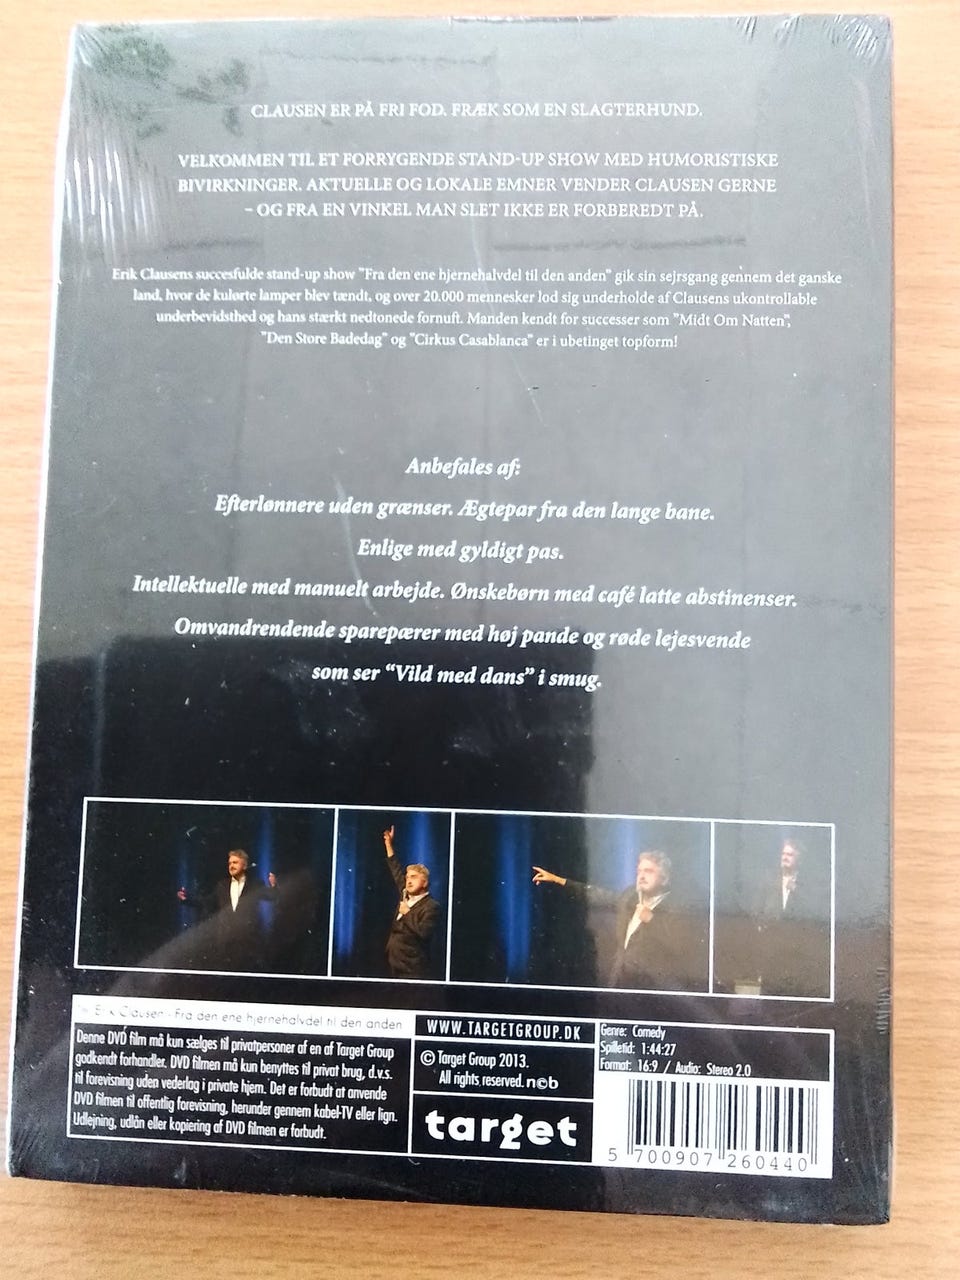 CLAUSEN ER PÅ FRI FOD. FRÆK SOM EN SLAGTERHUND.
VELKOMMEN TIL ET FORRYGENDE STAND-UP SHOW MED HUMORISTISKE
BIVIRKNINGER. AKTUELLE OG LOKALE EMNER VENDER CLAUSEN GERNE
– OG FRA EN VINKEL MAN SLET IKKE ER FORBEREDT PÅ.
Erik Clausens succesfulde stand-up show "Fra den ene hjernehalvdel til den anden" gik sin sejrsgang gennem det ganske
land, hvor de kulørte lamper blev tændt, og over 20.000 mennesker lod sig underholde af Clausens ukontrollable
underbevidsthed og hans stærkt nedtonede fornuft. Manden kendt for successer som "Midt Om Natten",
"Den Store Badedag" og "Cirkus Casablanca" er i ubetinget topform!
Anbefales af:
Efterlønnere uden grænser. Ægtepar fra den lange bane.
Enlige med gyldigt pas.
Intellektuelle med manuelt arbejde. Ønskebørn med café latte abstinenser.
Omvandrendende sparepærer med høj pande og røde lejesvende
som ser “Vild med dans” i smug.
Erik Clausen - Fra den ene hjernehalvdel til den anden
Denne DVD film må kun sælges til privatpersoner af en af Target Group
godkendt forhandler. DVD filmen må kun benyttes til privat brug, d.v.s.
til forevisning uden vederlag i private hjem. Det er forbudt at anvende
DVD filmen til offentlig forevisning, herunder gennem kabel-TV eller lign.
Udlejning, udlån eller kopiering af DVD filmen er forbudt.
WWW.TARGETGROUP.DK
© Target Group 2013.
All rights reserved. n©b
target
Genre: Comedy
Spilletid: 1:44:27
Format: 16:9 / Audio: Stereo 2.0
5 700907 260440